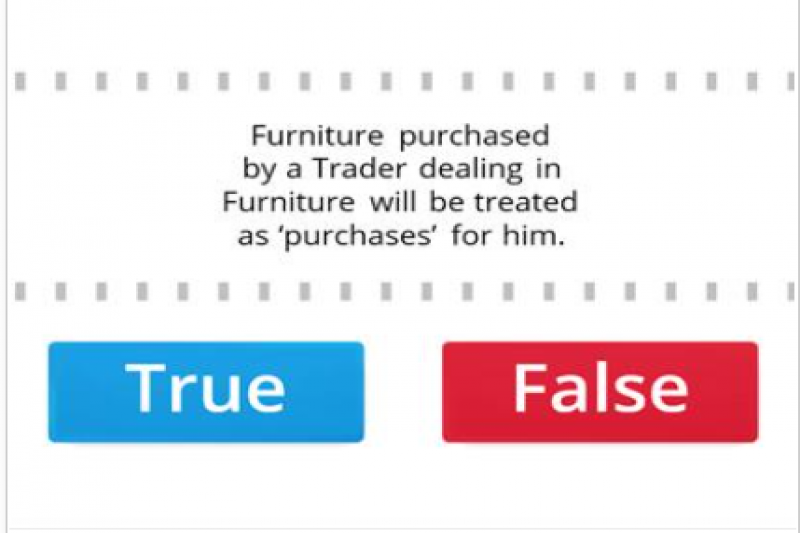 Furniture purchased
by a Trader dealing in
Furniture will be treated
as ‘purchases’ for him.
True
False